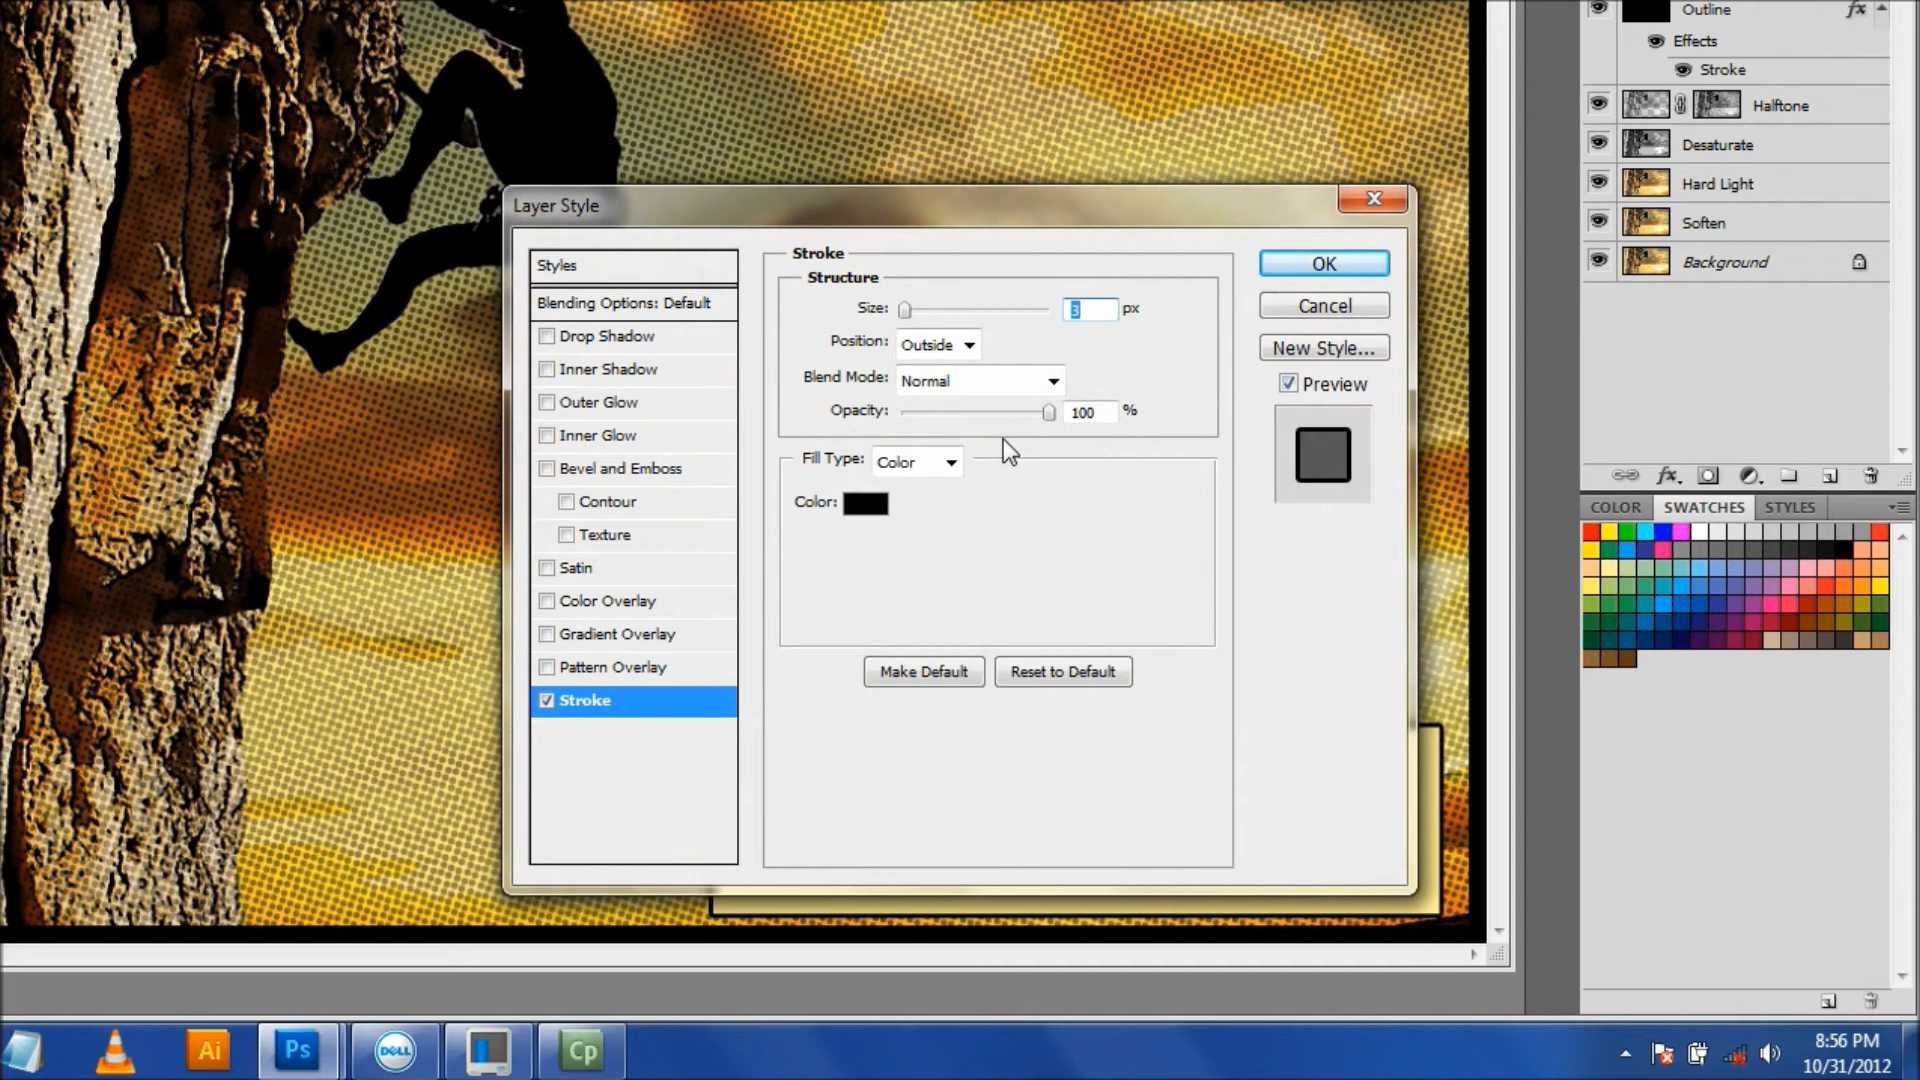 Outline
fx
Effects
Stroke
Halftone
Desaturate
Hard Light
Soften
Background
Layer Style
Styles
Blending Options: Default
Drop Shadow
Inner Shadow
Outer Glow
Inner Glow
Bevel and Emboss
Contour
Texture
Satin
Color Overlay
Gradient Overlay
Pattern Overlay
Stroke
Stroke
Structure
Size: 3 px
Position: Outside
Blend Mode: Normal
Opacity: 100 %
Fill Type: Color
Color:
Make Default
Reset to Default
OK
Cancel
New Style...
Preview
fx
COLOR SWATCHES STYLES
Ai
Ps
DELL
Cp
8:56 PM
10/31/2012